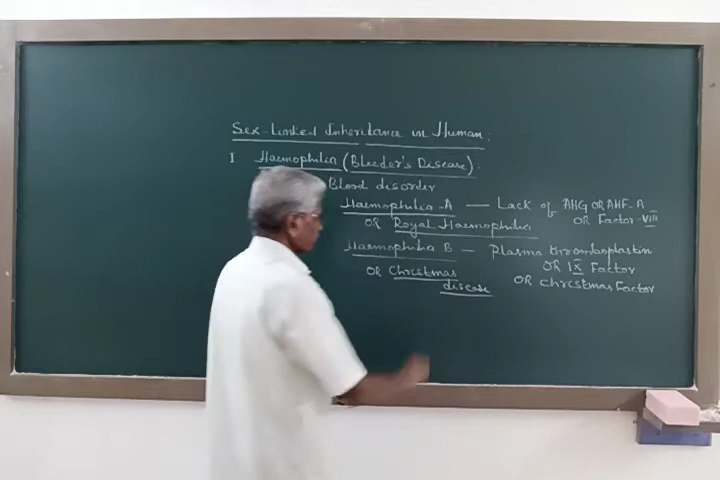 Sex-linked Inheritance in Human:
I Haemophilia (Bleeder's Disease):
Blood disorder
Haemophilia-A — Lack of AHG OR AHF-A
OR Royal Haemophilia OR Factor-VIII
Haemophilia B — Plasma thromboplastin
OR Christmas disease OR IX Factor
OR Christmas Factor